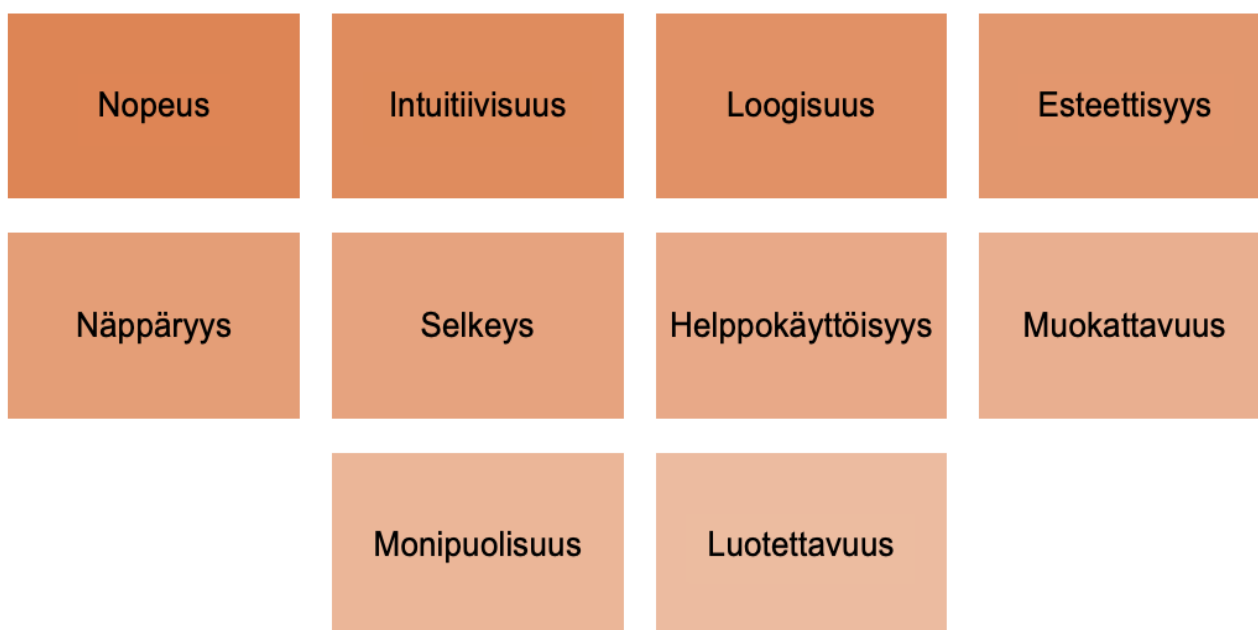 Nopeus
Intuitiivisuus
Loogisuus
Esteettisyys
Näppäryys
Selkeys
Helppokäyttöisyys
Muokattavuus
Monipuolisuus
Luotettavuus